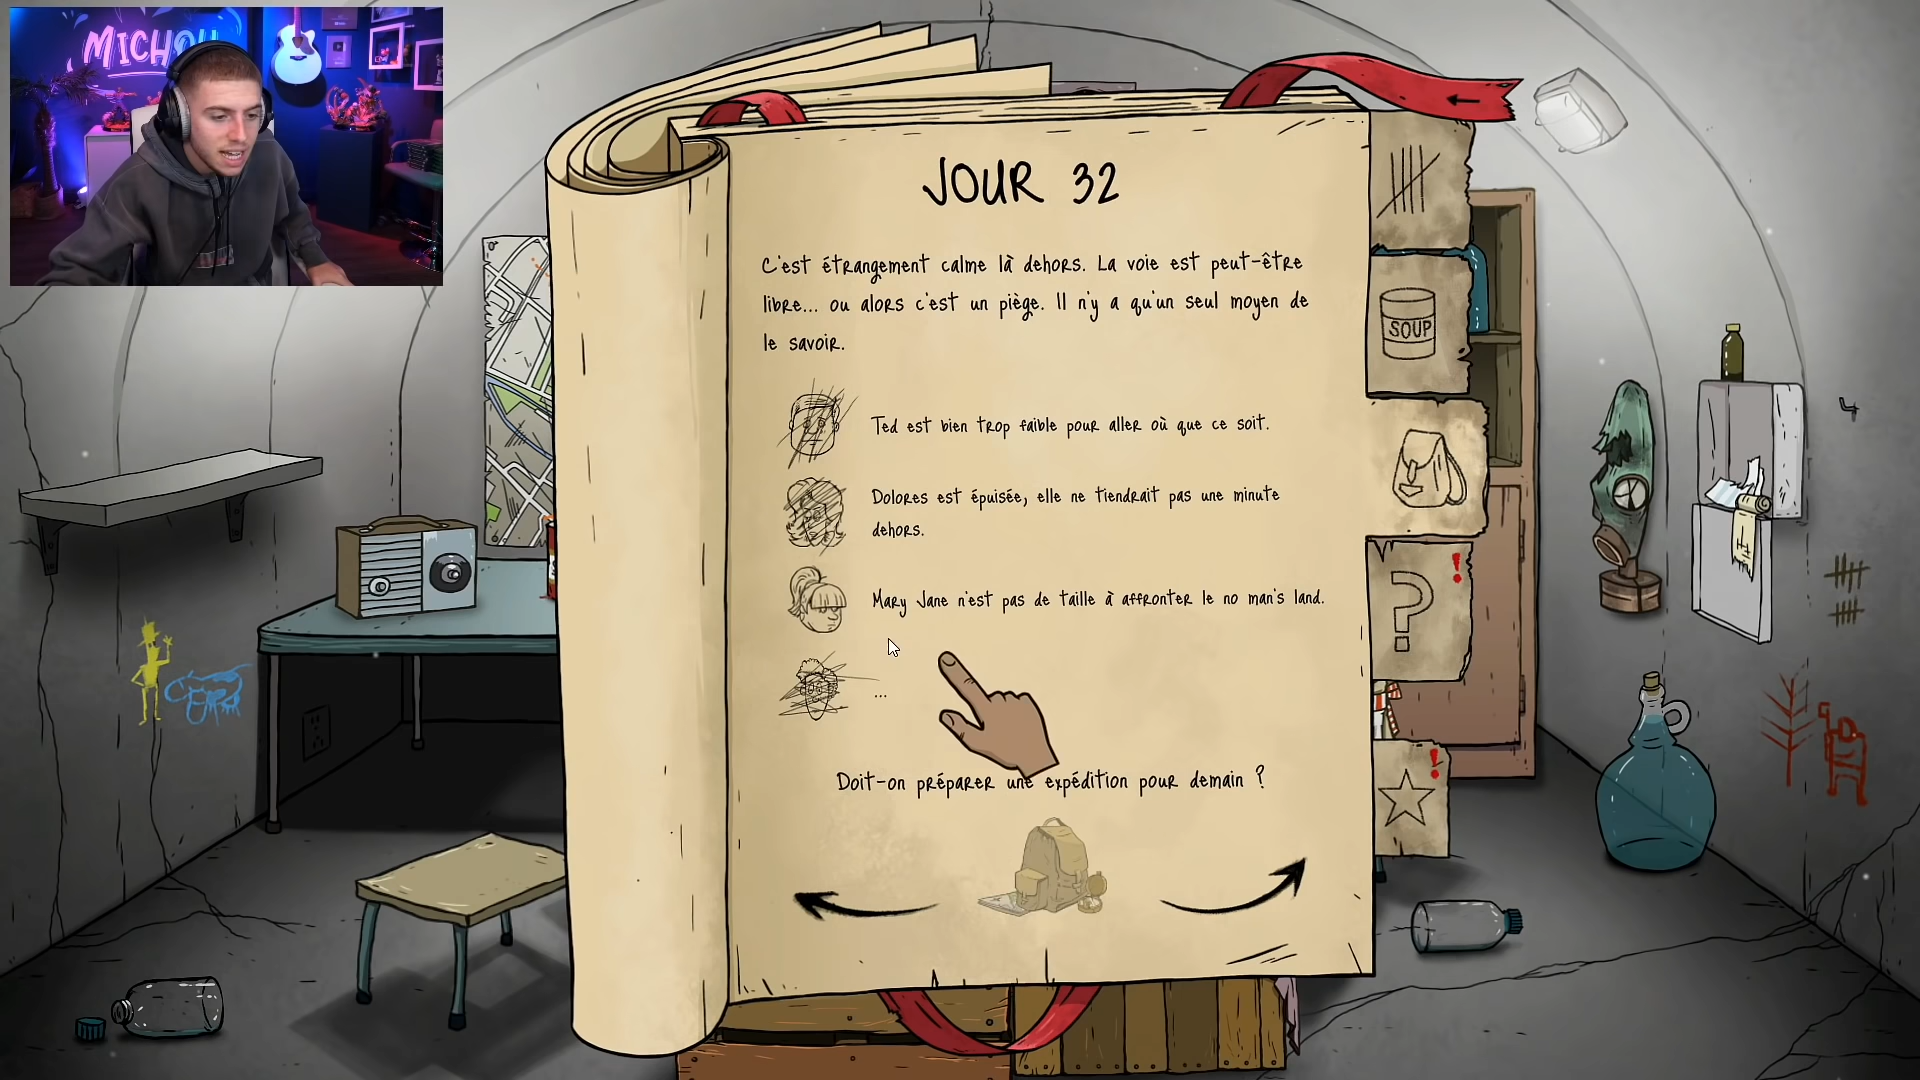 MICHOU
JOUR 32
C'est étrangement calme là dehors. La voie est peut-être
libre... ou alors c'est un piège. Il n'y a qu'un seul moyen de
le savoir.
Ted est bien trop faible pour aller où que ce soit.
Dolores est épuisée, elle ne tiendrait pas une minute
dehors.
Mary Jane n'est pas de taille à affronter le no man's land.
...
Doit-on préparer une expédition pour demain ?
SOUP
!
?
!